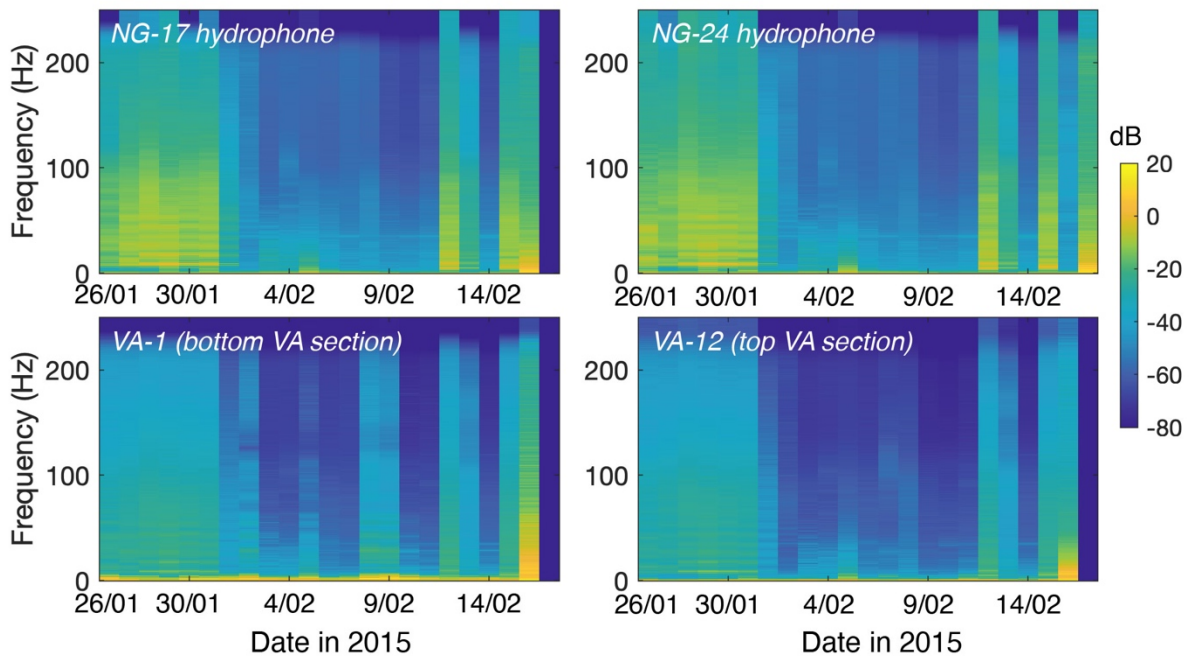 NG-17 hydrophone
NG-24 hydrophone
Frequency (Hz)
200
100
0
26/01 30/01 4/02 9/02 14/02
200
100
0
26/01 30/01 4/02 9/02 14/02
dB
20
0
-20
-40
-60
-80
VA-1 (bottom VA section)
VA-12 (top VA section)
Frequency (Hz)
200
100
0
26/01 30/01 4/02 9/02 14/02
Date in 2015
200
100
0
26/01 30/01 4/02 9/02 14/02
Date in 2015